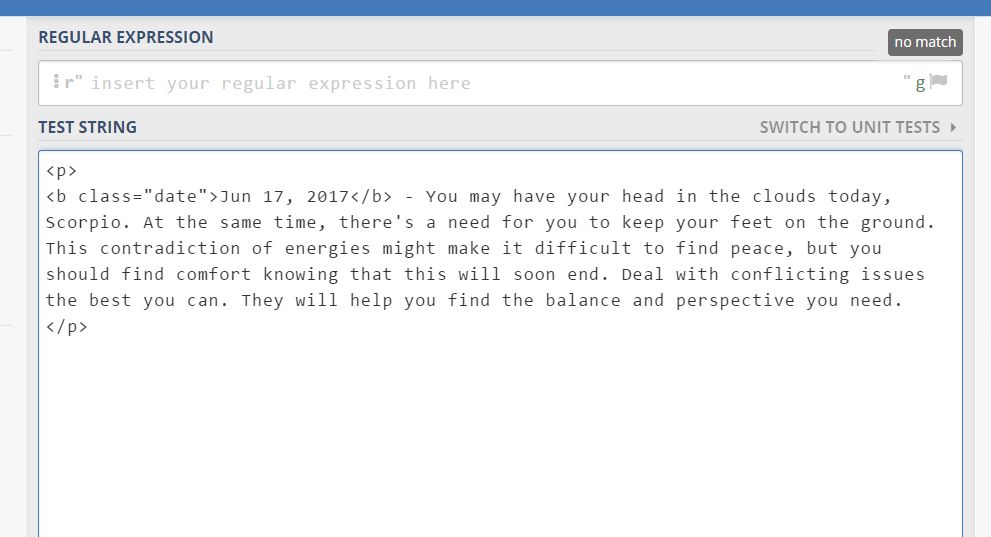 REGULAR EXPRESSION
no match
r" insert your regular expression here " g
TEST STRING
SWITCH TO UNIT TESTS
<p>
<b class="date">Jun 17, 2017</b> - You may have your head in the clouds today,
Scorpio. At the same time, there's a need for you to keep your feet on the ground.
This contradiction of energies might make it difficult to find peace, but you
should find comfort knowing that this will soon end. Deal with conflicting issues
the best you can. They will help you find the balance and perspective you need.
</p>